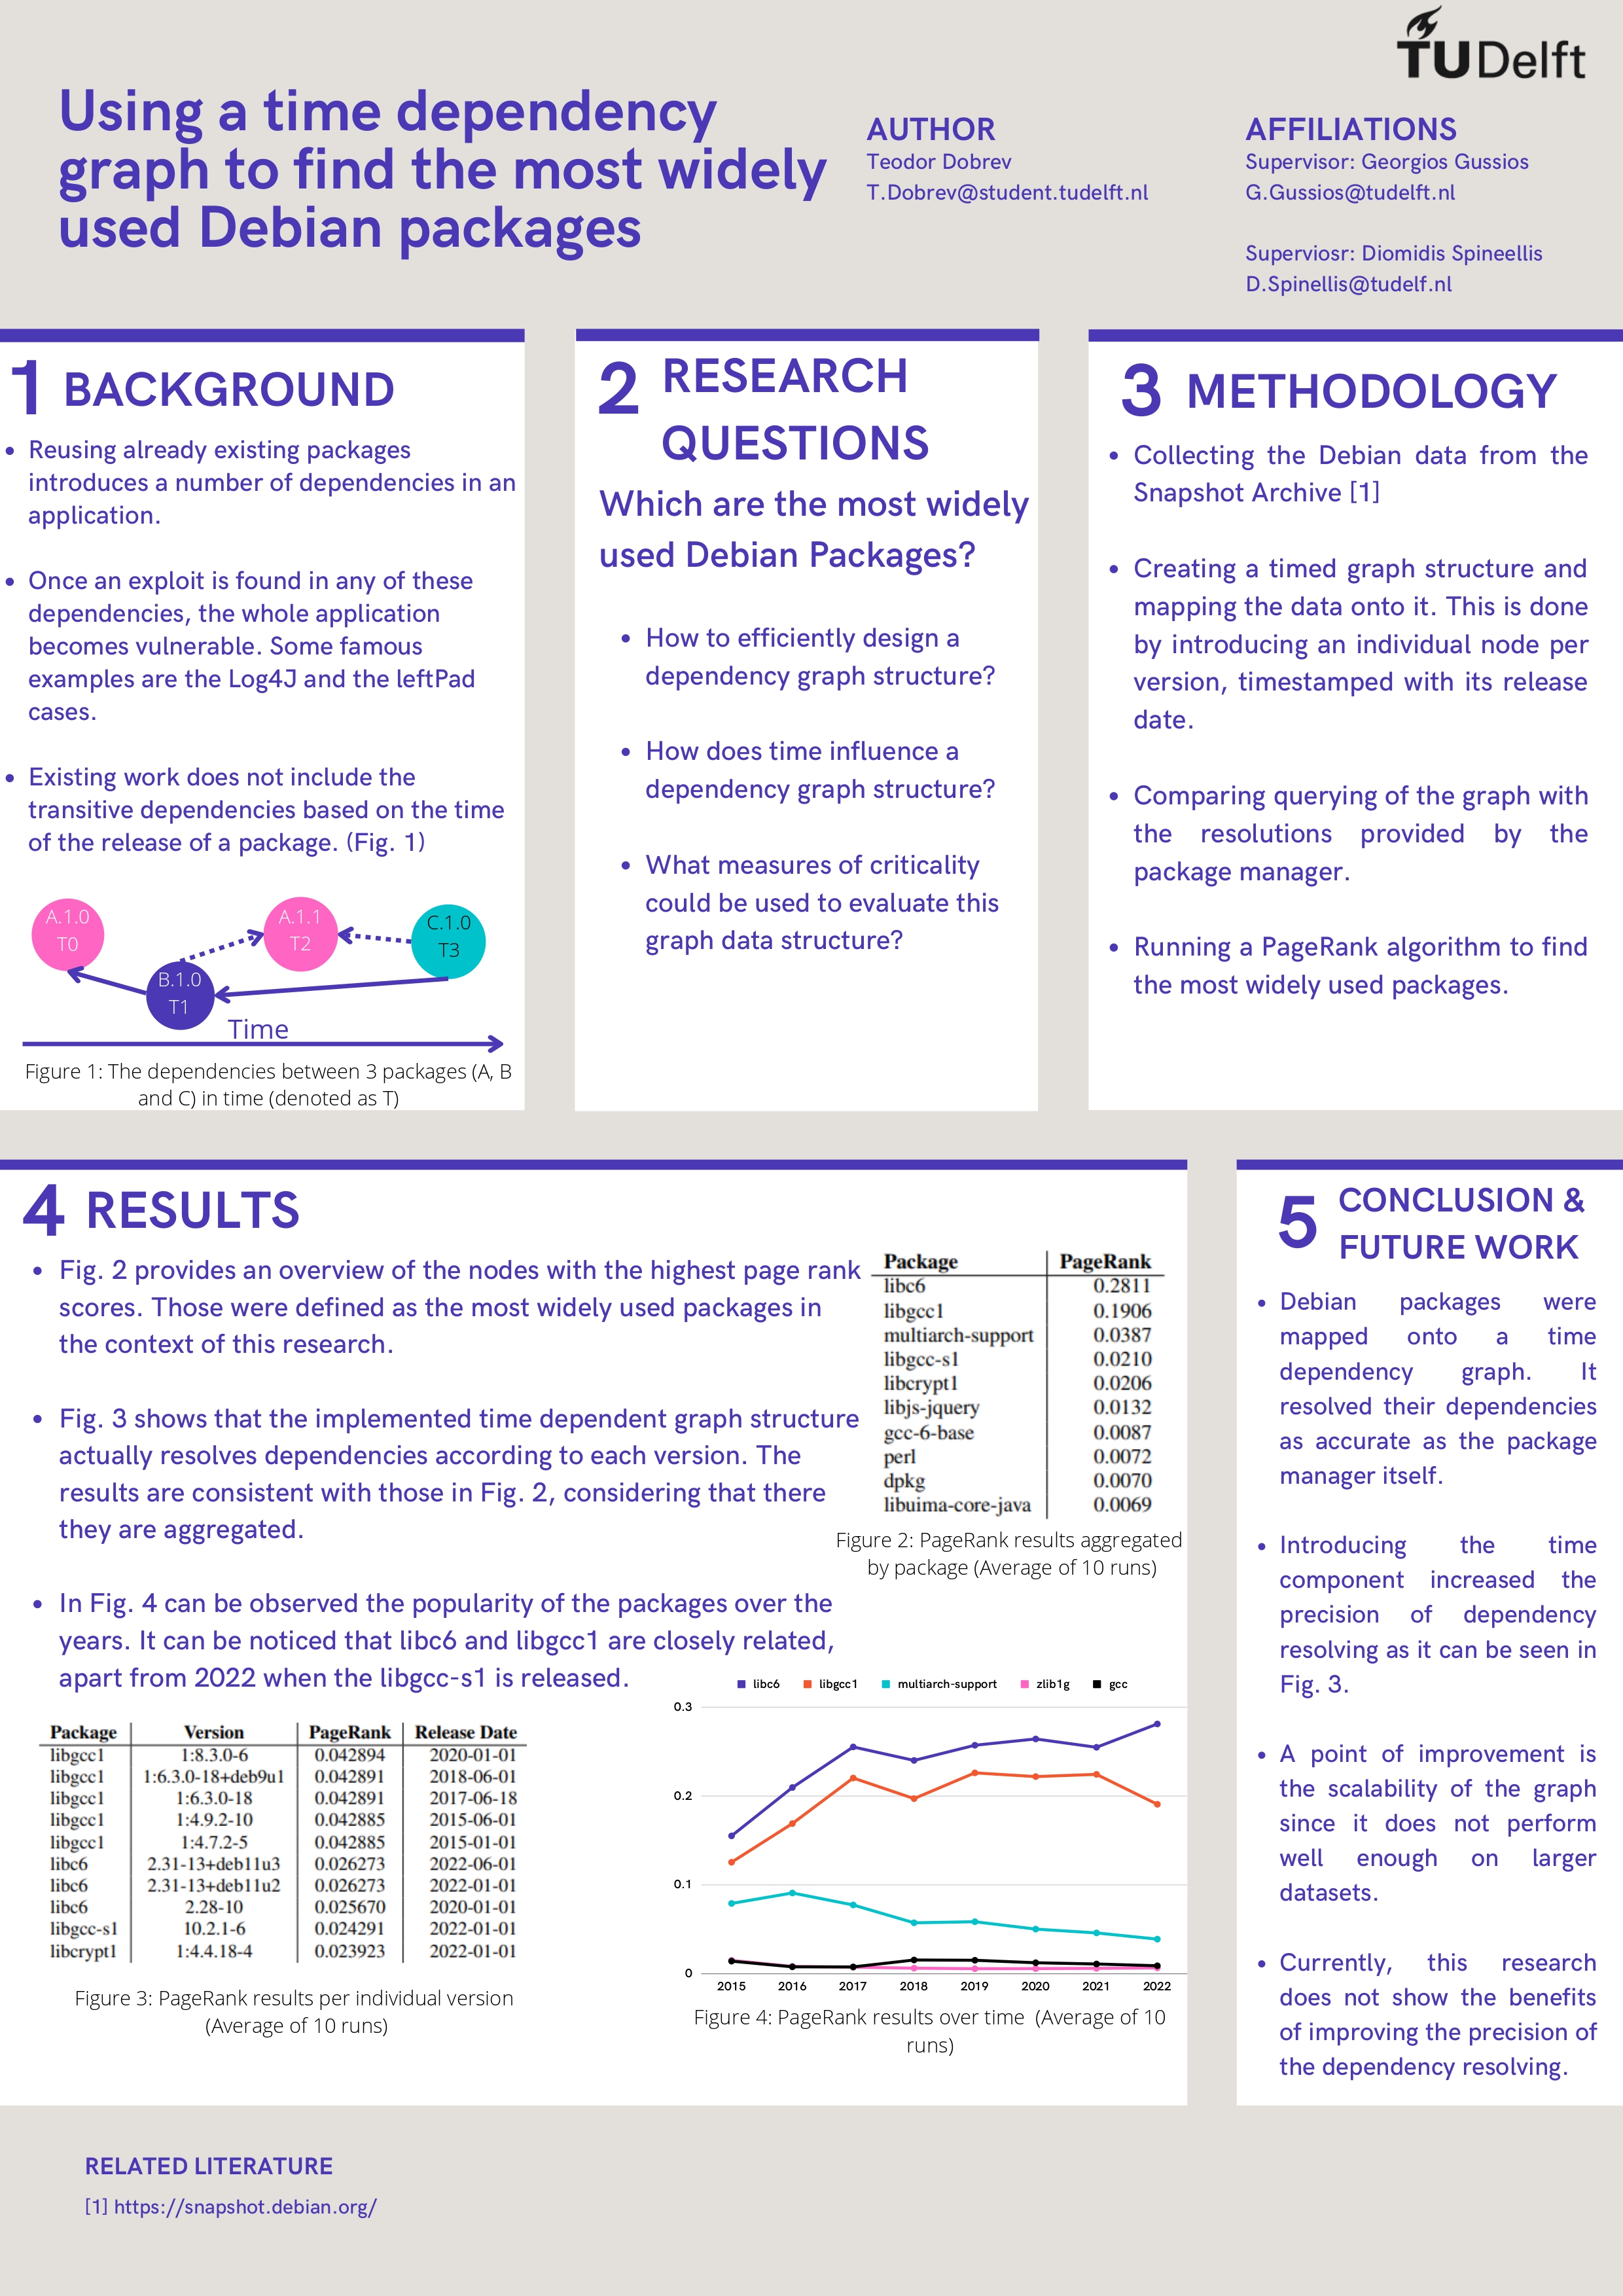 TUDelft
Using a time dependency
graph to find the most widely
used Debian packages
AUTHOR
Teodor Dobrev
T.Dobrev@student.tudelft.nl
AFFILIATIONS
Supervisor: Georgios Gussios
G.Gussios@tudelft.nl
Superviosr: Diomidis Spineellis
D.Spinellis@tudelf.nl
1 BACKGROUND
• Reusing already existing packages
introduces a number of dependencies in an
application.
• Once an exploit is found in any of these
dependencies, the whole application
becomes vulnerable. Some famous
examples are the Log4J and the leftPad
cases.
• Existing work does not include the
transitive dependencies based on the time
of the release of a package. (Fig. 1)
A.1.0
T0
A.1.1
T2
C.1.0
T3
B.1.0
T1
Time
Figure 1: The dependencies between 3 packages (A, B
and C) in time (denoted as T)
2 RESEARCH
QUESTIONS
Which are the most widely
used Debian Packages?
• How to efficiently design a
dependency graph structure?
• How does time influence a
dependency graph structure?
• What measures of criticality
could be used to evaluate this
graph data structure?
3 METHODOLOGY
• Collecting the Debian data from the
Snapshot Archive [1]
• Creating a timed graph structure and
mapping the data onto it. This is done
by introducing an individual node per
version, timestamped with its release
date.
• Comparing querying of the graph with
the resolutions provided by the
package manager.
• Running a PageRank algorithm to find
the most widely used packages.
4 RESULTS
• Fig. 2 provides an overview of the nodes with the highest page rank
scores. Those were defined as the most widely used packages in
the context of this research.
• Fig. 3 shows that the implemented time dependent graph structure
actually resolves dependencies according to each version. The
results are consistent with those in Fig. 2, considering that there
they are aggregated.
• In Fig. 4 can be observed the popularity of the packages over the
years. It can be noticed that libc6 and libgcc1 are closely related,
apart from 2022 when the libgcc-s1 is released.
Package PageRank
libc6 0.2811
libgcc1 0.1906
multiarch-support 0.0387
libgcc-s1 0.0210
libcrypt1 0.0206
libjs-jquery 0.0132
gcc-6-base 0.0087
perl 0.0072
dpkg 0.0070
libuima-core-java 0.0069
Figure 2: PageRank results aggregated
by package (Average of 10 runs)
Package Version PageRank Release Date
libgcc1 1:8.3.0-6 0.042894 2020-01-01
libgcc1 1:6.3.0-18+deb9u1 0.042891 2018-06-01
libgcc1 1:6.3.0-18 0.042891 2017-06-18
libgcc1 1:4.9.2-10 0.042885 2015-06-01
libgcc1 1:4.7.2-5 0.042885 2015-01-01
libc6 2.31-13+deb11u3 0.026273 2022-06-01
libc6 2.31-13+deb11u2 0.026273 2022-01-01
libc6 2.28-10 0.025670 2020-01-01
libgcc-s1 10.2.1-6 0.024291 2022-01-01
libcrypt1 1:4.4.18-4 0.023923 2022-01-01
Figure 3: PageRank results per individual version
(Average of 10 runs)
libc6 libgcc1 multiarch-support zlib1g gcc
0.3
0.2
0.1
0
2015 2016 2017 2018 2019 2020 2021 2022
Figure 4: PageRank results over time (Average of 10
runs)
5 CONCLUSION &
FUTURE WORK
• Debian packages were
mapped onto a time
dependency graph. It
resolved their dependencies
as accurate as the package
manager itself.
• Introducing the time
component increased the
precision of dependency
resolving as it can be seen in
Fig. 3.
• A point of improvement is
the scalability of the graph
since it does not perform
well enough on larger
datasets.
• Currently, this research
does not show the benefits
of improving the precision of
the dependency resolving.
RELATED LITERATURE
[1] https://snapshot.debian.org/